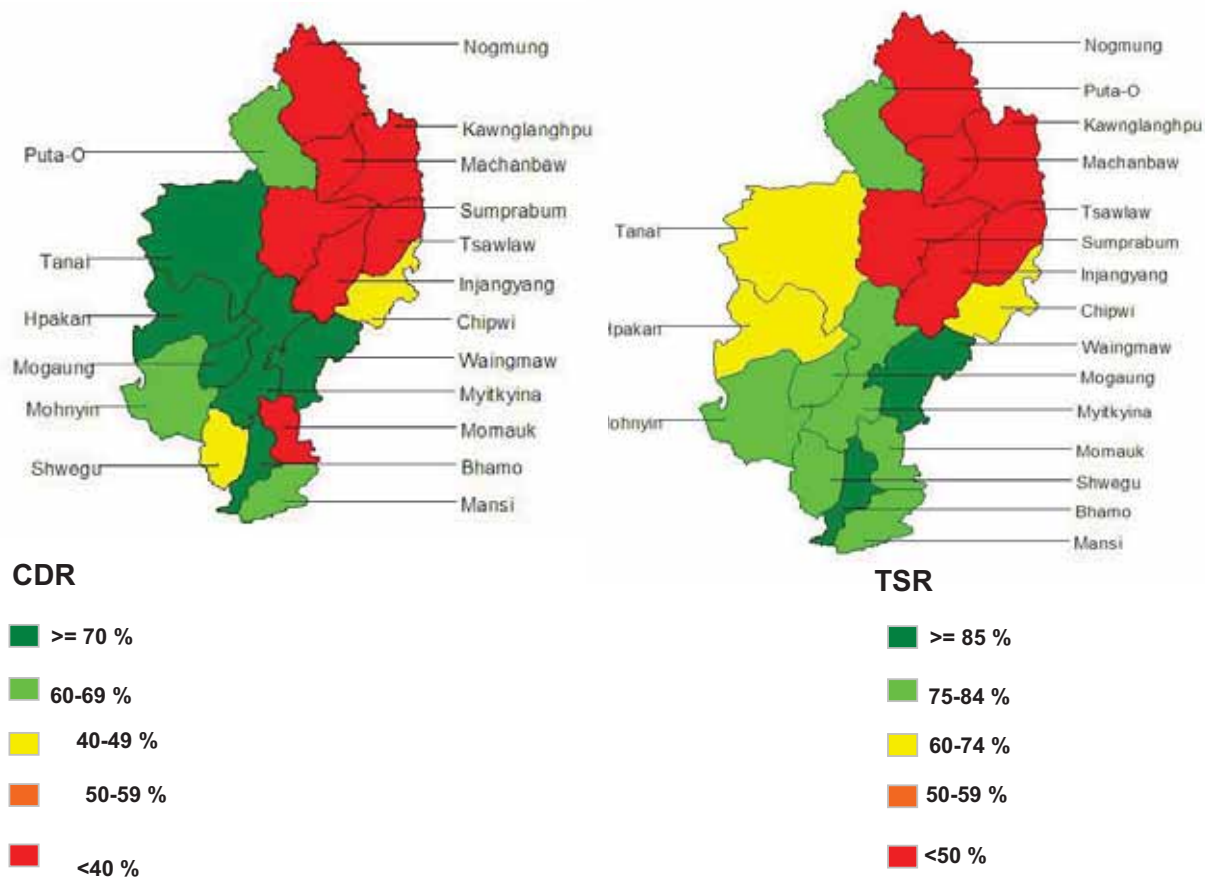 Nogmung
Kawnglanghpu
Puta-O
Machanbaw
Sumprabum
Tsawlaw
Tanai
Injangyang
Hpakan
Chipwi
Waingmaw
Mogaung
Myitkyina
Mohnyin
Momauk
Shwegu
Bhamo
Mansi
CDR
>= 70 %
60-69 %
40-49 %
50-59 %
<40 %
Nogmung
Puta-O
Kawnglanghpu
Machanbaw
Tsawlaw
Tanai
Sumprabum
Injangyang
Chipwi
Hpakan
Waingmaw
Mogaung
Myitkyina
Mohnyin
Momauk
Shwegu
Bhamo
Mansi
TSR
>= 85 %
75-84 %
60-74 %
50-59 %
<50 %